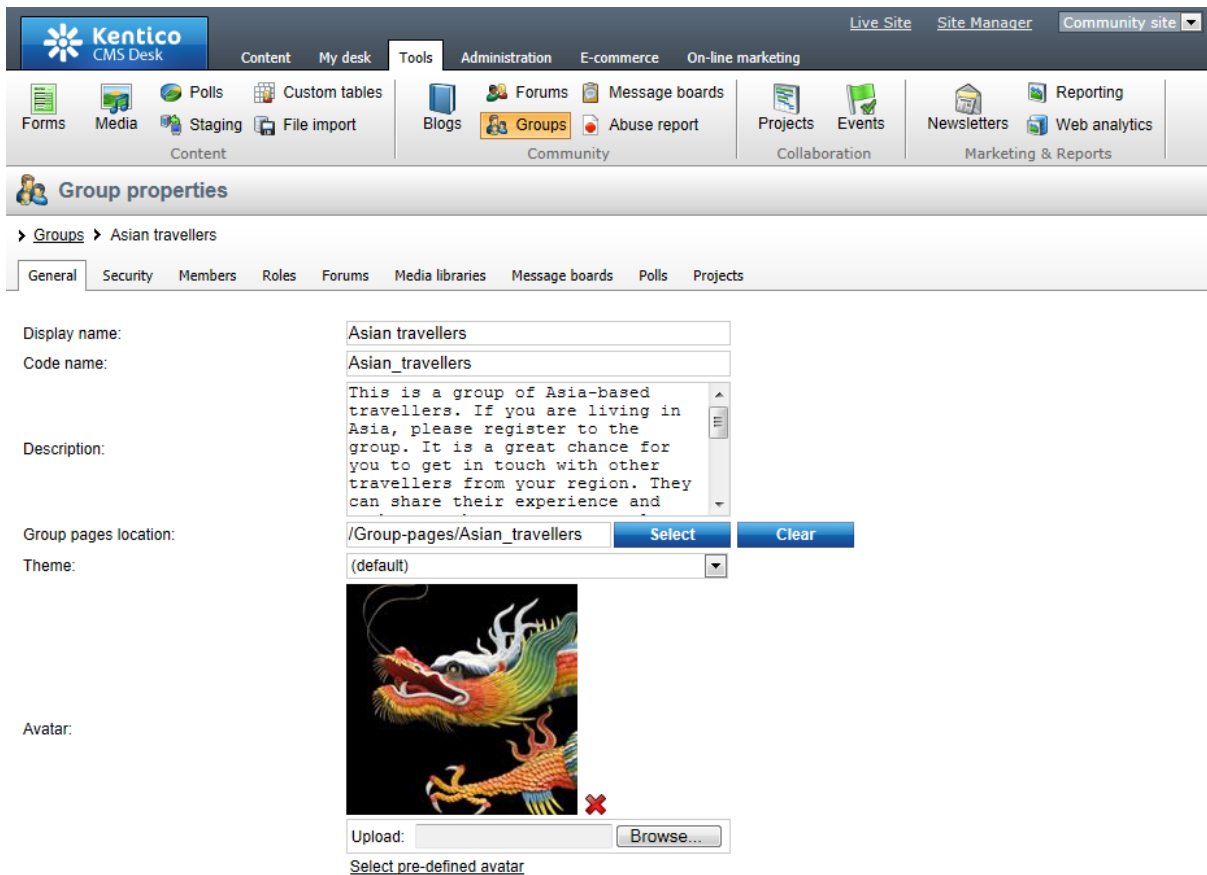 Live Site Site Manager Community site
Kentico
CMS Desk
Content My desk Tools Administration E-commerce On-line marketing
Polls Custom tables Forums Message boards Reporting
Forms Media Staging File import Blogs Groups Abuse report Projects Events Newsletters Web analytics
Content Community Collaboration Marketing & Reports
Group properties
Groups Asian travellers
General Security Members Roles Forums Media libraries Message boards Polls Projects
Display name: Asian travellers
Code name: Asian_travellers
Description:
This is a group of Asia-based
travellers. If you are living in
Asia, please register to the
group. It is a great chance for
you to get in touch with other
travellers from your region. They
can share their experience and
Group pages location: /Group-pages/Asian_travellers Select Clear
Theme: (default)
Avatar:
Upload: Browse...
Select pre-defined avatar